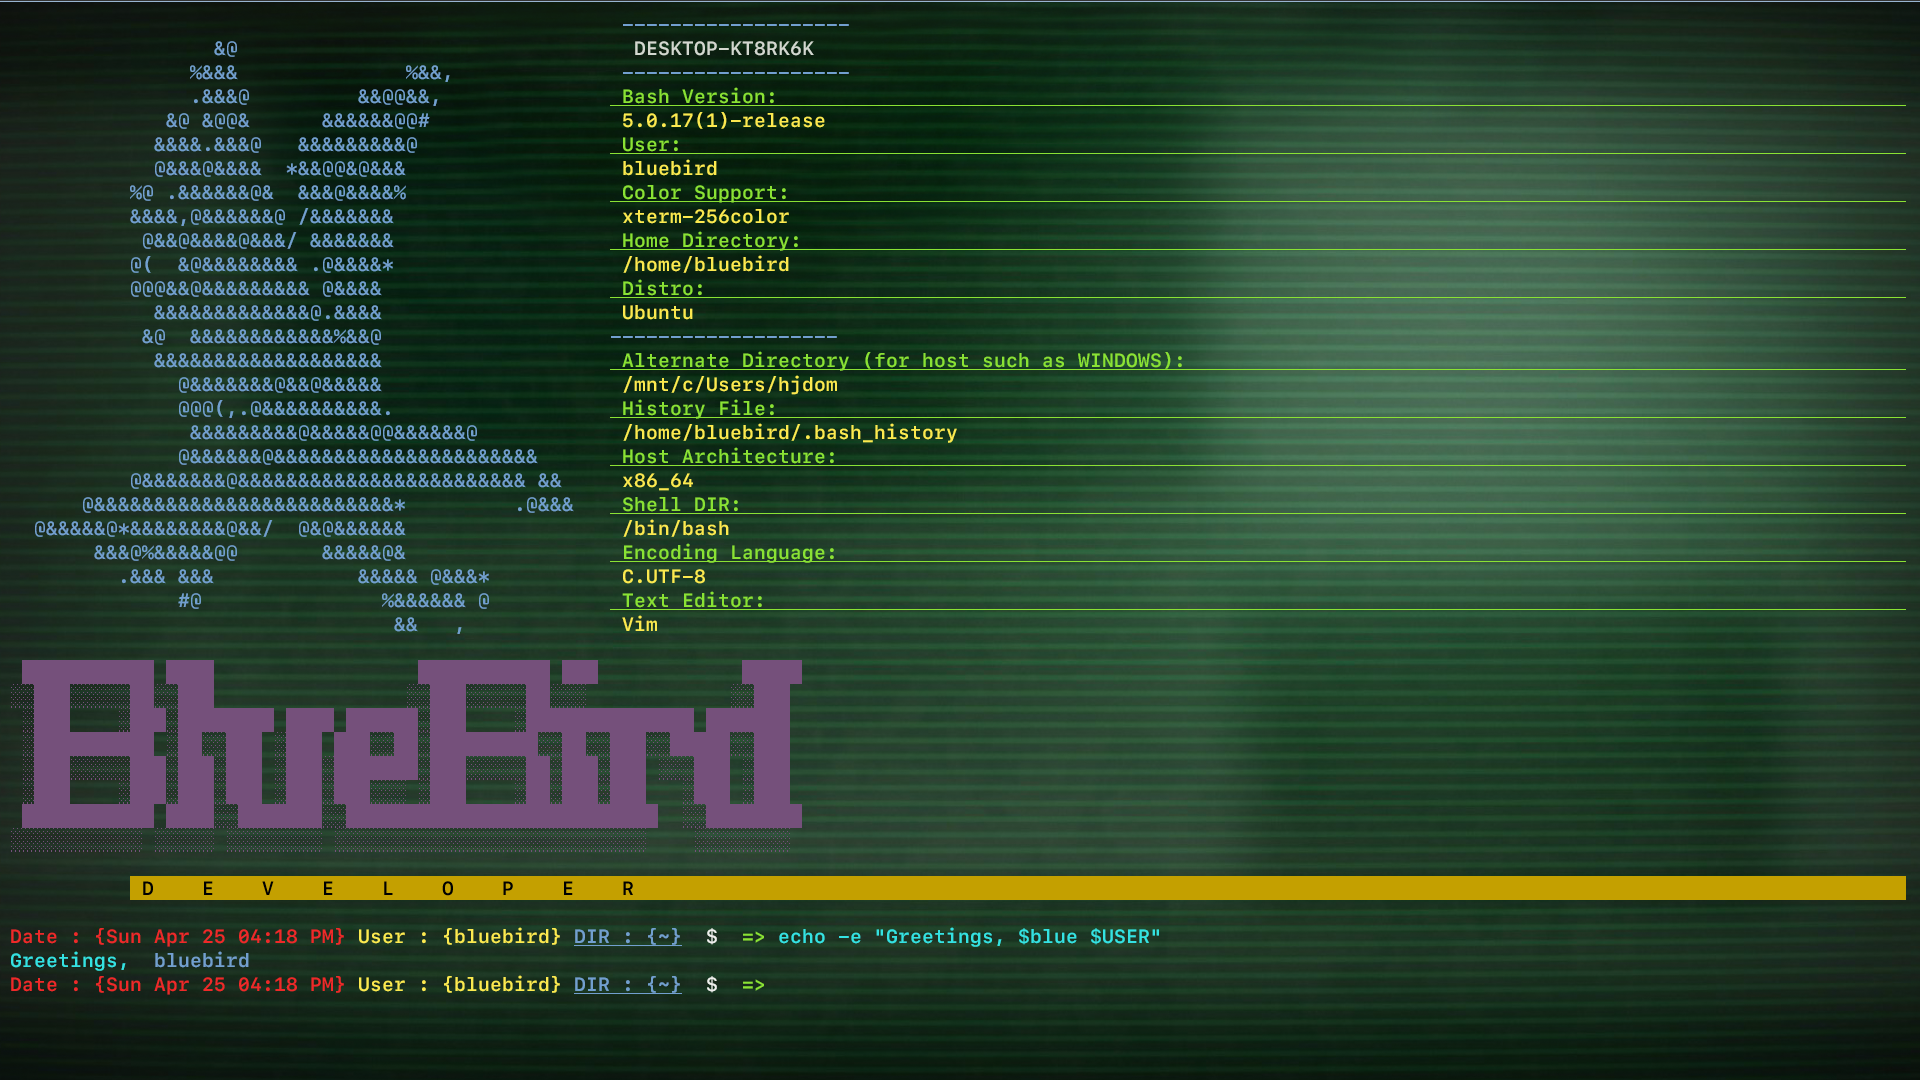 DESKTOP-KT8RK6K
Bash Version:
5.0.17(1)-release
User:
bluebird
Color Support:
xterm-256color
Home Directory:
/home/bluebird
Distro:
Ubuntu
Alternate Directory (for host such as WINDOWS):
/mnt/c/Users/hjdom
History File:
/home/bluebird/.bash_history
Host Architecture:
x86_64
Shell DIR:
/bin/bash
Encoding Language:
C.UTF-8
Text Editor:
Vim
BlueBird
D E V E L O P E R
Date : {Sun Apr 25 04:18 PM} User : {bluebird} DIR : {~} $ => echo -e "Greetings, $blue $USER"
Greetings, bluebird
Date : {Sun Apr 25 04:18 PM} User : {bluebird} DIR : {~} $ =>